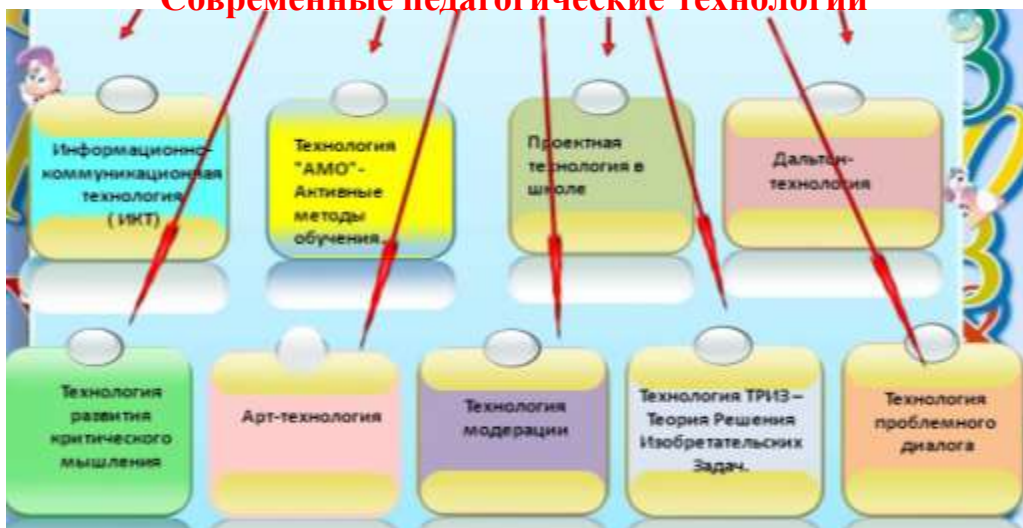 Современные педагогические технологии
Информационно-
коммуникационная
технология
( ИКТ)
Технология
"АМО"-
Активные
методы
обучения.
Проектная
технология в
школе
Дальтон-
технология
Технология
развития
критического
мышления
Арт-технология
Технология
модерации
Технология ТРИЗ –
Теория Решения
Изобретательских
Задач.
Технология
проблемного
диалога